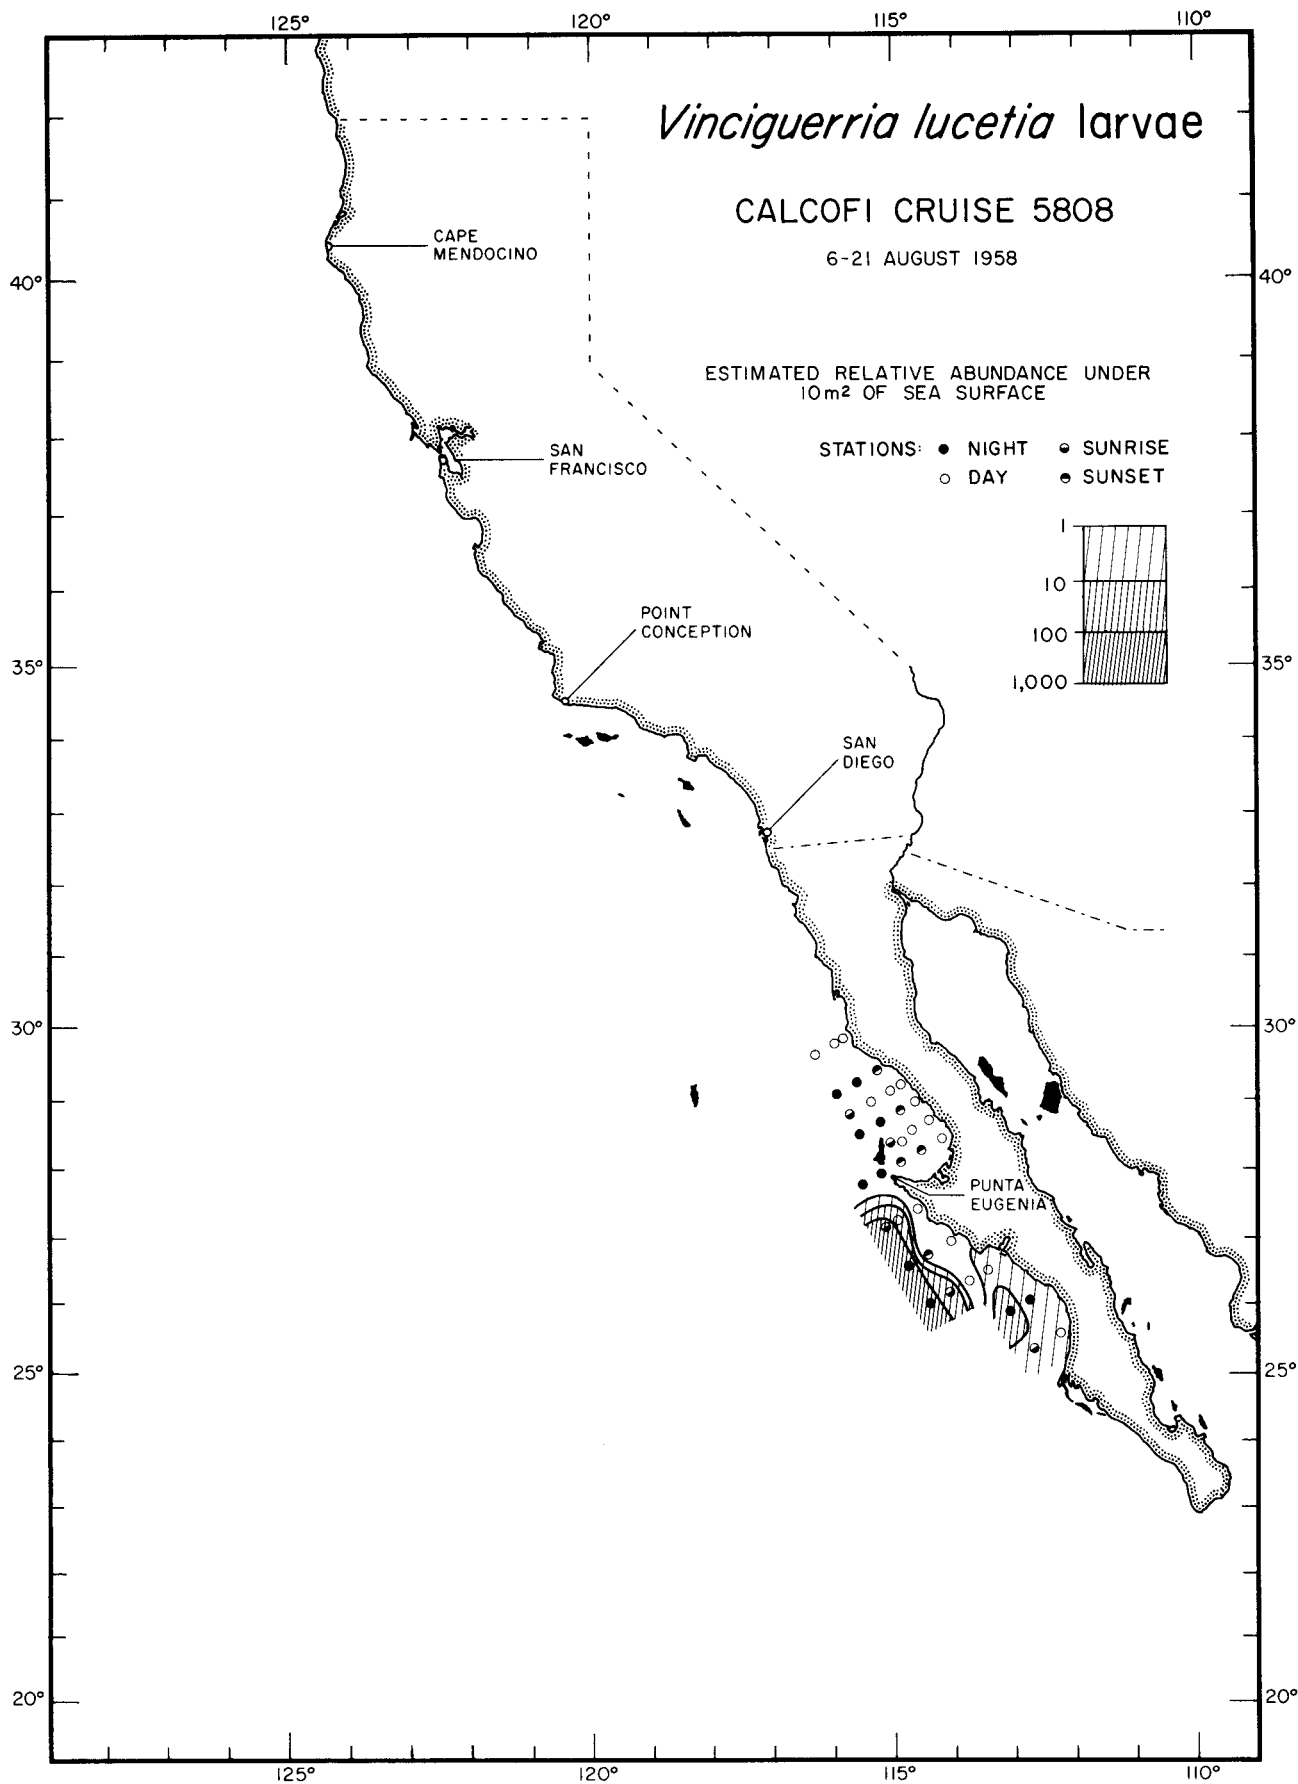 125° 120° 115° 110°
Vinciguerria lucetia larvae
CALCOFI CRUISE 5808
6-21 AUGUST 1958
CAPE
MENDOCINO
40° 40°
ESTIMATED RELATIVE ABUNDANCE UNDER
10m² OF SEA SURFACE
STATIONS: NIGHT SUNRISE
DAY SUNSET
SAN
FRANCISCO
1
10
100
1,000
POINT
CONCEPTION
35° 35°
SAN
DIEGO
30° 30°
PUNTA
EUGENIA
25° 25°
20° 20°
125° 120° 115° 110°